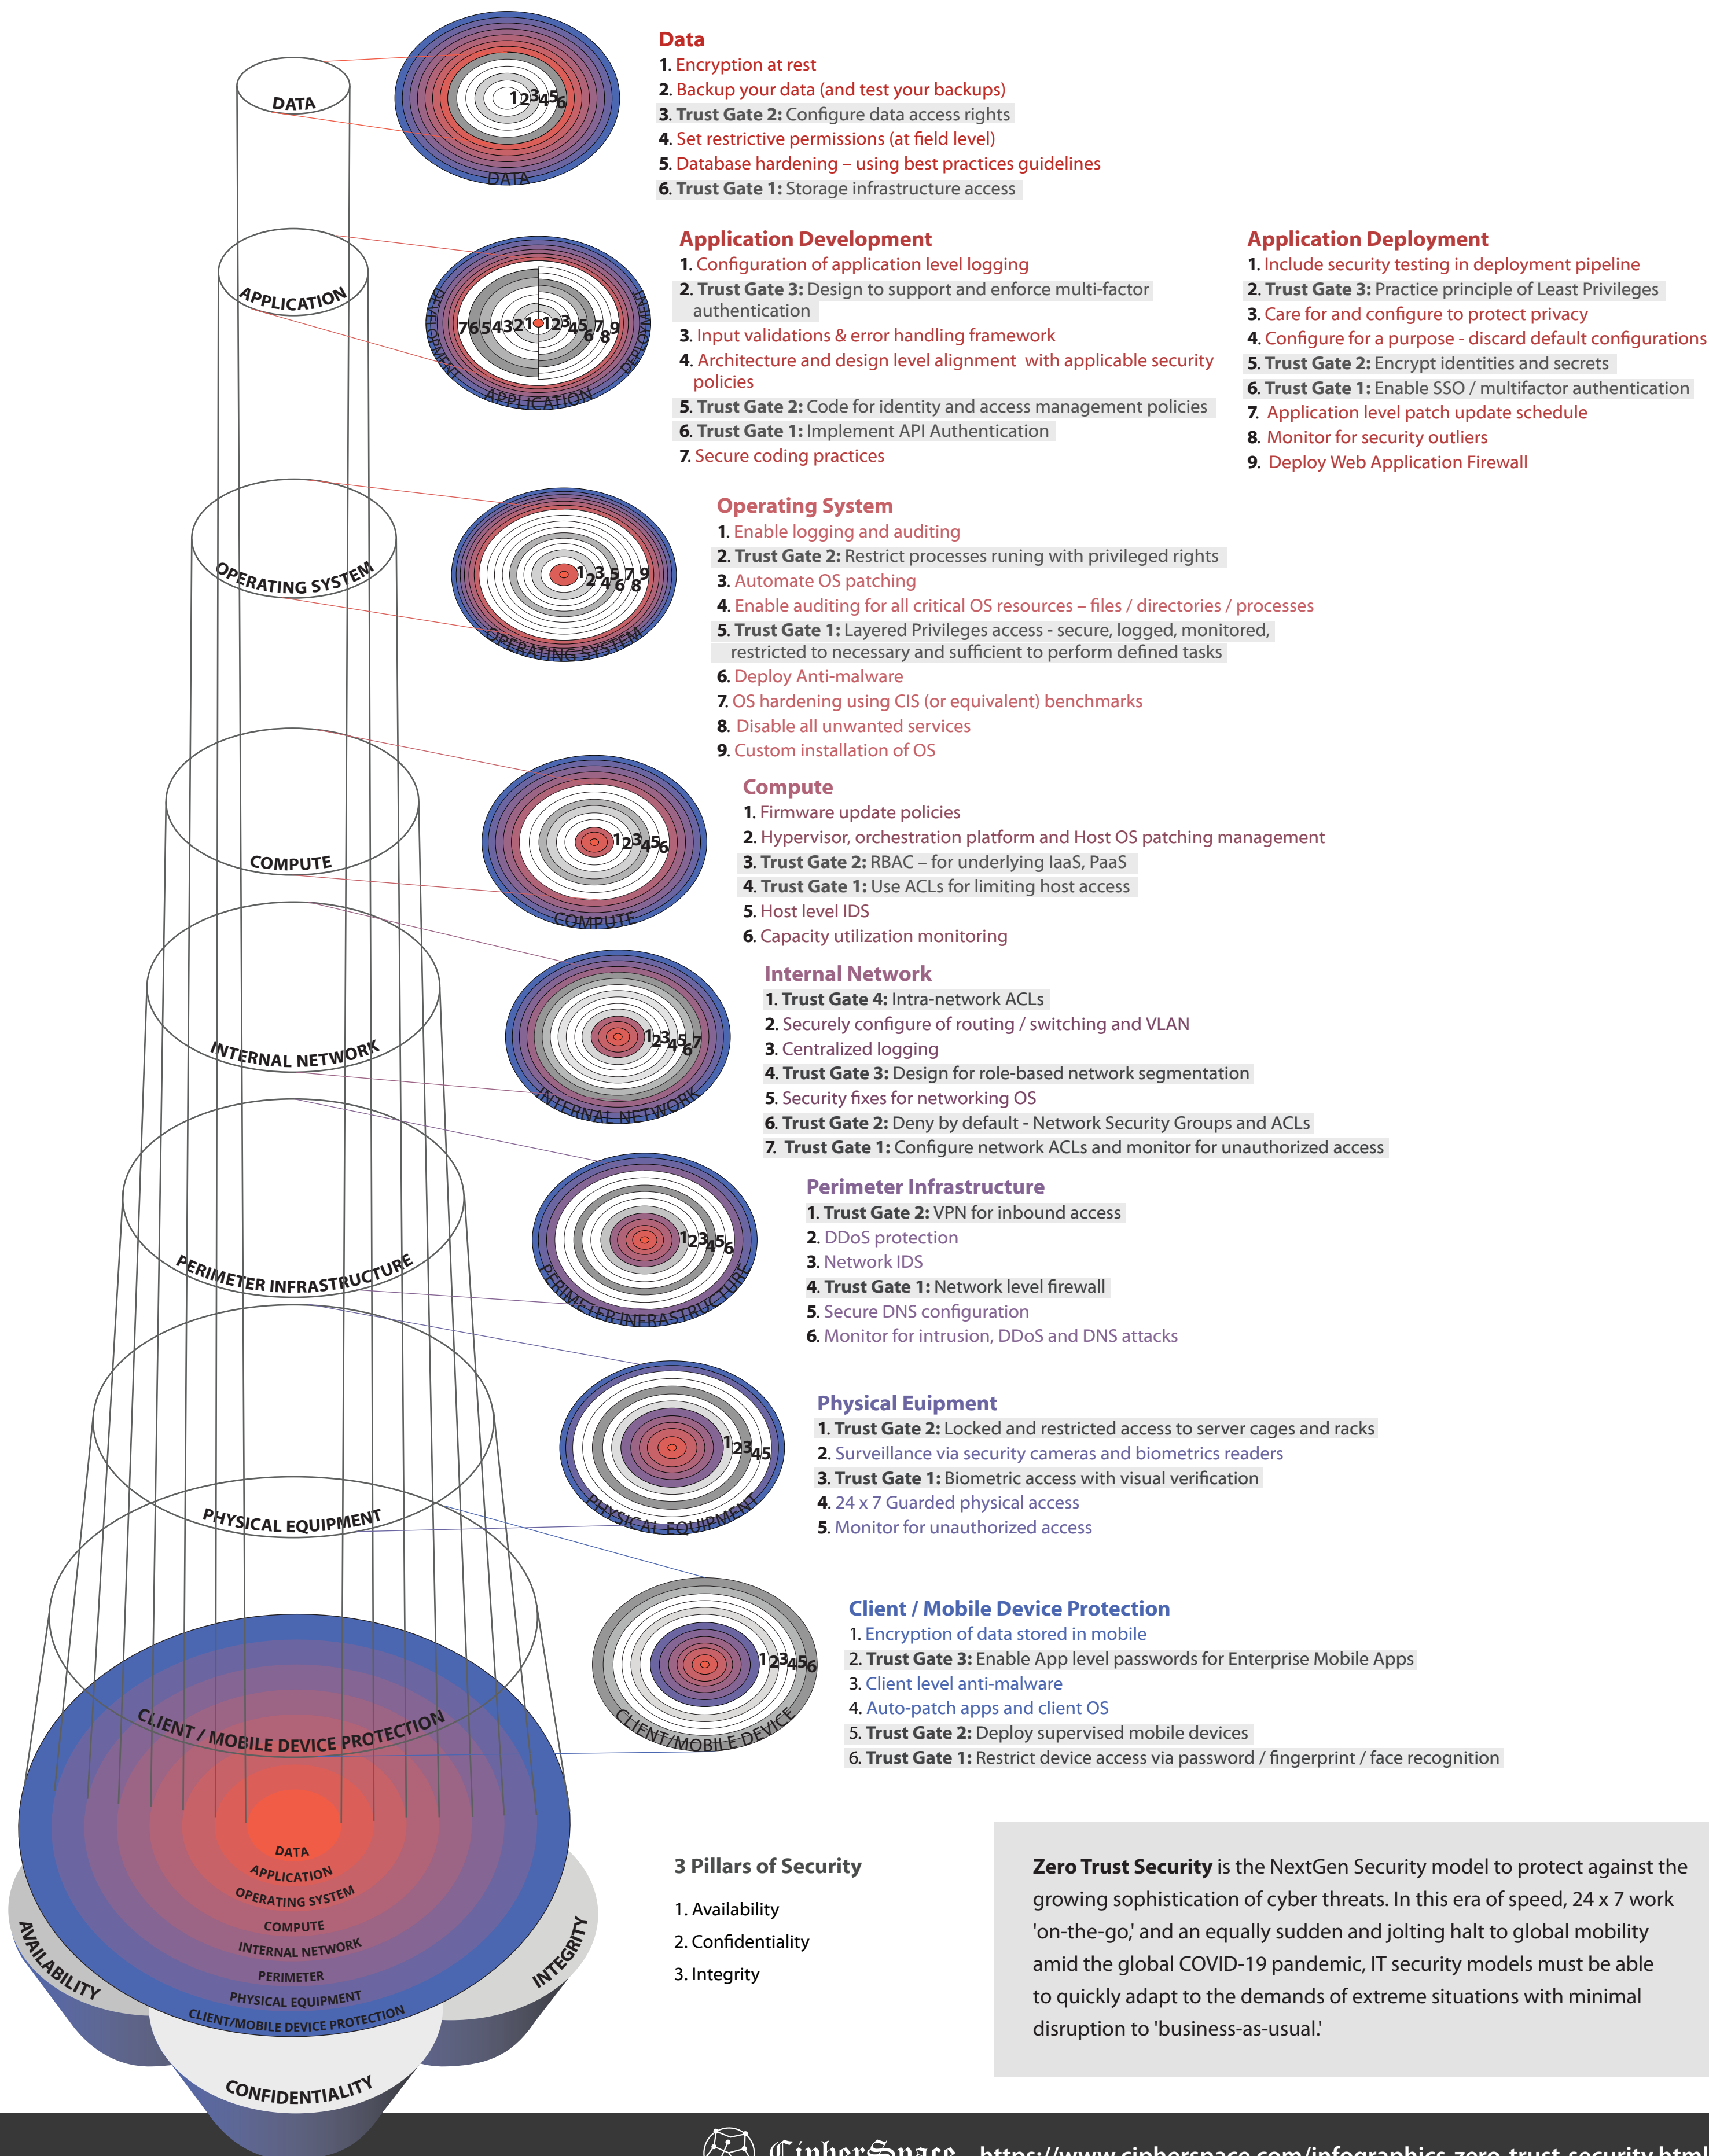 DATA
DATA
123456
Data
1. Encryption at rest
2. Backup your data (and test your backups)
3. Trust Gate 2: Configure data access rights
4. Set restrictive permissions (at field level)
5. Database hardening – using best practices guidelines
6. Trust Gate 1: Storage infrastructure access
APPLICATION
DEVELOPMENT
7654321
123456789
DEPLOYMENT
APPLICATION
Application Development
1. Configuration of application level logging
2. Trust Gate 3: Design to support and enforce multi-factor
authentication
3. Input validations & error handling framework
4. Architecture and design level alignment with applicable security
policies
5. Trust Gate 2: Code for identity and access management policies
6. Trust Gate 1: Implement API Authentication
7. Secure coding practices
Application Deployment
1. Include security testing in deployment pipeline
2. Trust Gate 3: Practice principle of Least Privileges
3. Care for and configure to protect privacy
4. Configure for a purpose - discard default configurations
5. Trust Gate 2: Encrypt identities and secrets
6. Trust Gate 1: Enable SSO / multifactor authentication
7. Application level patch update schedule
8. Monitor for security outliers
9. Deploy Web Application Firewall
OPERATING SYSTEM
123456789
OPERATING SYSTEM
Operating System
1. Enable logging and auditing
2. Trust Gate 2: Restrict processes runing with privileged rights
3. Automate OS patching
4. Enable auditing for all critical OS resources – files / directories / processes
5. Trust Gate 1: Layered Privileges access - secure, logged, monitored,
restricted to necessary and sufficient to perform defined tasks
6. Deploy Anti-malware
7. OS hardening using CIS (or equivalent) benchmarks
8. Disable all unwanted services
9. Custom installation of OS
COMPUTE
123456
COMPUTE
Compute
1. Firmware update policies
2. Hypervisor, orchestration platform and Host OS patching management
3. Trust Gate 2: RBAC – for underlying IaaS, PaaS
4. Trust Gate 1: Use ACLs for limiting host access
5. Host level IDS
6. Capacity utilization monitoring
INTERNAL NETWORK
1234567
INTERNAL NETWORK
Internal Network
1. Trust Gate 4: Intra-network ACLs
2. Securely configure of routing / switching and VLAN
3. Centralized logging
4. Trust Gate 3: Design for role-based network segmentation
5. Security fixes for networking OS
6. Trust Gate 2: Deny by default - Network Security Groups and ACLs
7. Trust Gate 1: Configure network ACLs and monitor for unauthorized access
PERIMETER INFRASTRUCTURE
123456
PERIMETER INFRASTRUCTURE
Perimeter Infrastructure
1. Trust Gate 2: VPN for inbound access
2. DDoS protection
3. Network IDS
4. Trust Gate 1: Network level firewall
5. Secure DNS configuration
6. Monitor for intrusion, DDoS and DNS attacks
PHYSICAL EQUIPMENT
12345
PHYSICAL EQUIPMENT
Physical Euipment
1. Trust Gate 2: Locked and restricted access to server cages and racks
2. Surveillance via security cameras and biometrics readers
3. Trust Gate 1: Biometric access with visual verification
4. 24 x 7 Guarded physical access
5. Monitor for unauthorized access
CLIENT / MOBILE DEVICE PROTECTION
123456
CLIENT/MOBILE DEVICE
Client / Mobile Device Protection
1. Encryption of data stored in mobile
2. Trust Gate 3: Enable App level passwords for Enterprise Mobile Apps
3. Client level anti-malware
4. Auto-patch apps and client OS
5. Trust Gate 2: Deploy supervised mobile devices
6. Trust Gate 1: Restrict device access via password / fingerprint / face recognition
DATA
APPLICATION
OPERATING SYSTEM
COMPUTE
INTERNAL NETWORK
PERIMETER
PHYSICAL EQUIPMENT
CLIENT/MOBILE DEVICE PROTECTION
AVAILABILITY
CONFIDENTIALITY
INTEGRITY
3 Pillars of Security
1. Availability
2. Confidentiality
3. Integrity
Zero Trust Security is the NextGen Security model to protect against the
growing sophistication of cyber threats. In this era of speed, 24 x 7 work
'on-the-go,' and an equally sudden and jolting halt to global mobility
amid the global COVID-19 pandemic, IT security models must be able
to quickly adapt to the demands of extreme situations with minimal
disruption to 'business-as-usual.'
CipherSpace
https://www.cipherspace.com/infographics-zero-trust-security.html